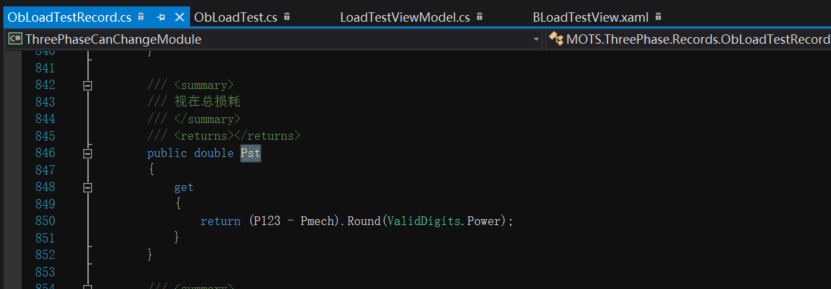 ObLoadTestRecord.cs ObLoadTest.cs LoadTestViewModel.cs BLoadTestView.xaml
C# ThreePhaseCanChangeModule MOTS.ThreePhase.Records.ObLoadTestRecord
840 }
841
842 /// <summary>
843 /// 视在总损耗
844 /// </summary>
845 /// <returns></returns>
846 public double Pst
847 {
848 get
849 {
850 return (P123 - Pmech).Round(ValidDigits.Power);
851 }
852 }
853
854 /// <summary>